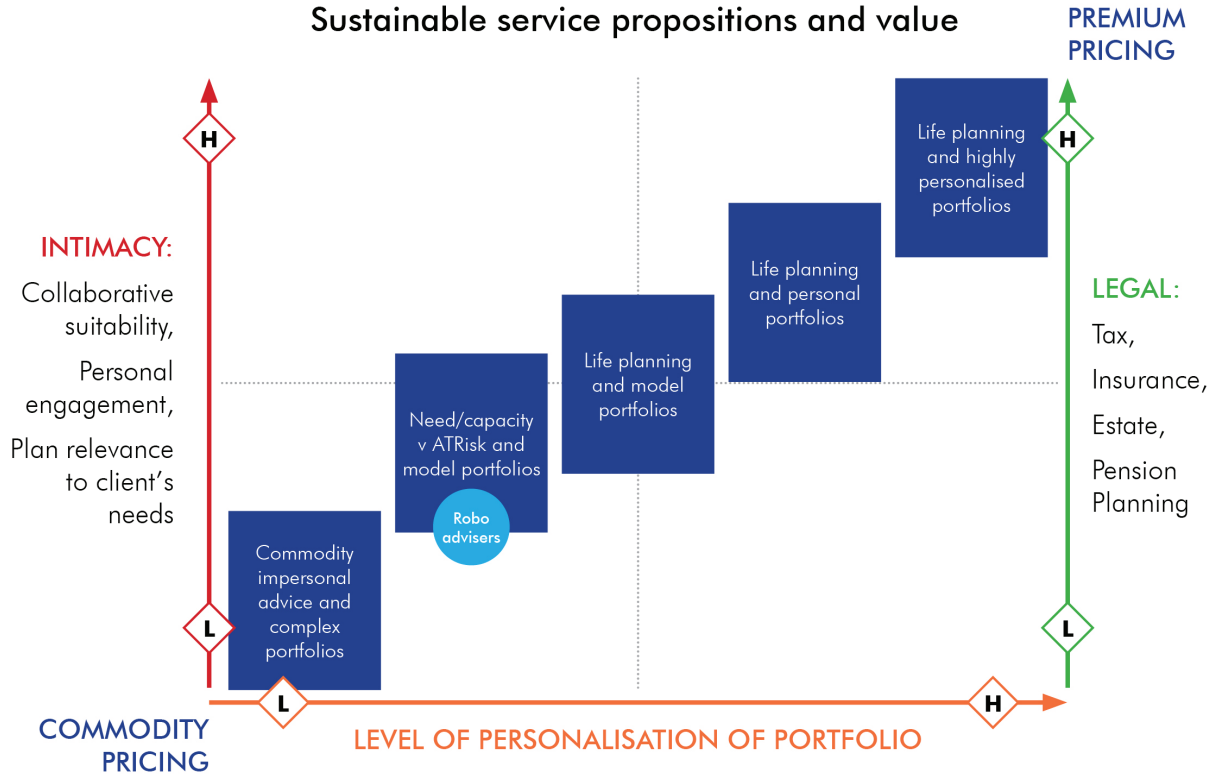 Sustainable service propositions and value
PREMIUM
PRICING
H
H
Life planning
and highly
personalised
portfolios
INTIMACY:
Collaborative
suitability,
Personal
engagement,
Plan relevance
to client’s
needs
Life planning
and personal
portfolios
LEGAL:
Tax,
Insurance,
Estate,
Pension
Planning
Life planning
and model
portfolios
Need/capacity
v ATRisk and
model portfolios
Robo
advisers
Commodity
impersonal
advice and
complex
portfolios
L
L
L
H
COMMODITY
PRICING
LEVEL OF PERSONALISATION OF PORTFOLIO